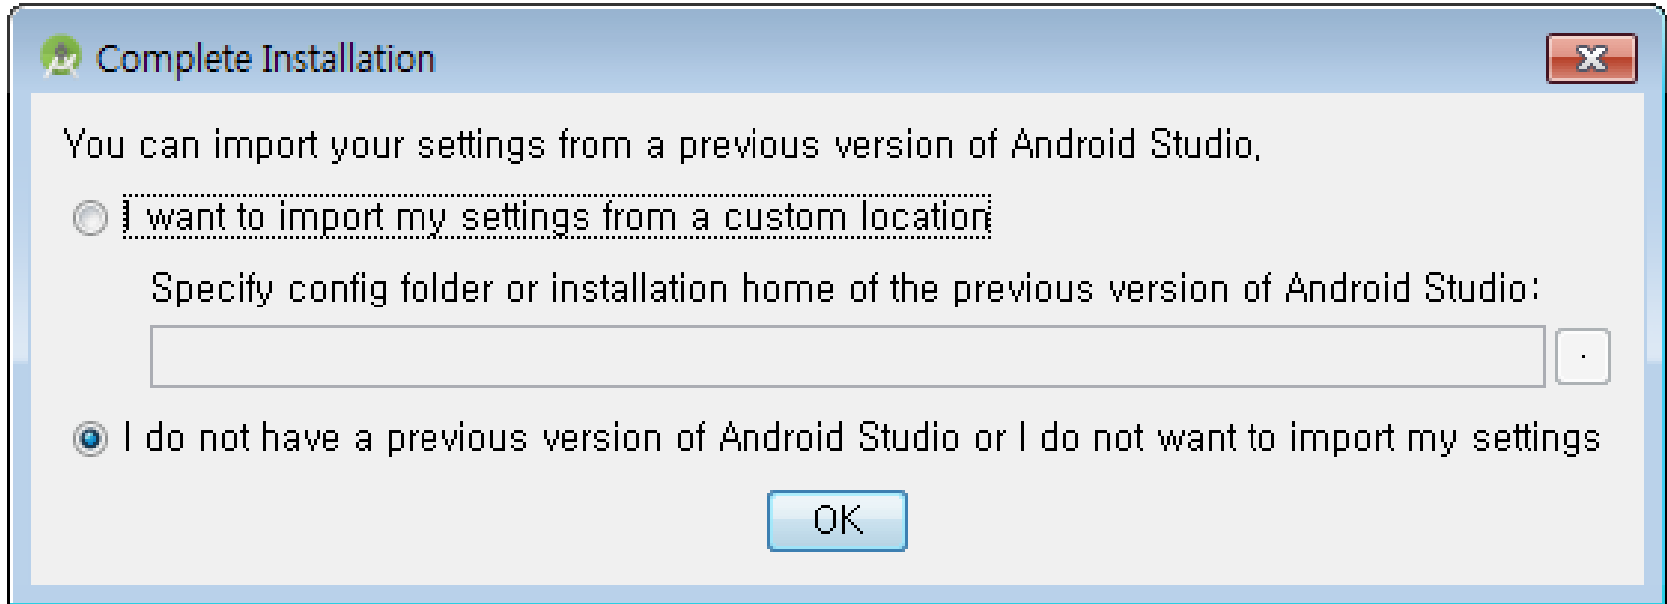 Complete Installation
You can import your settings from a previous version of Android Studio.
I want to import my settings from a custom location
Specify config folder or installation home of the previous version of Android Studio:
.
I do not have a previous version of Android Studio or I do not want to import my settings
OK